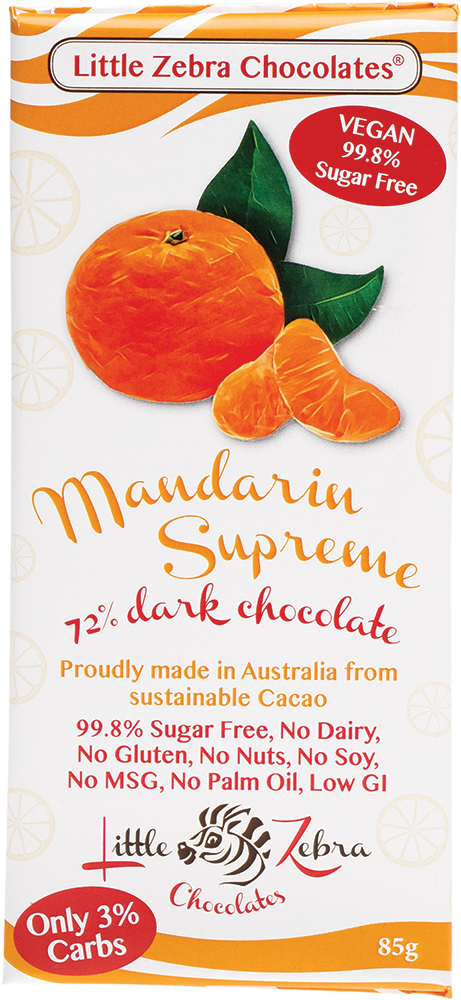 Little Zebra Chocolates®
VEGAN
99.8%
Sugar Free
Mandarin
Supreme
72% dark chocolate
Proudly made in Australia from
sustainable Cacao
99.8% Sugar Free, No Dairy,
No Gluten, No Nuts, No Soy,
No MSG, No Palm Oil, Low GI
Little Zebra
Chocolates
Only 3%
Carbs
85g